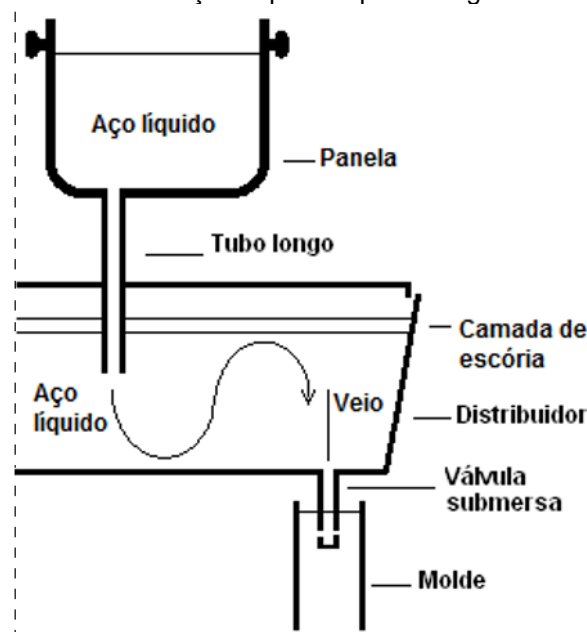 Aço líquido
Panela
Tubo longo
Camada de
escória
Aço
líquido
Veio
Distribuidor
Válvula
submersa
Molde